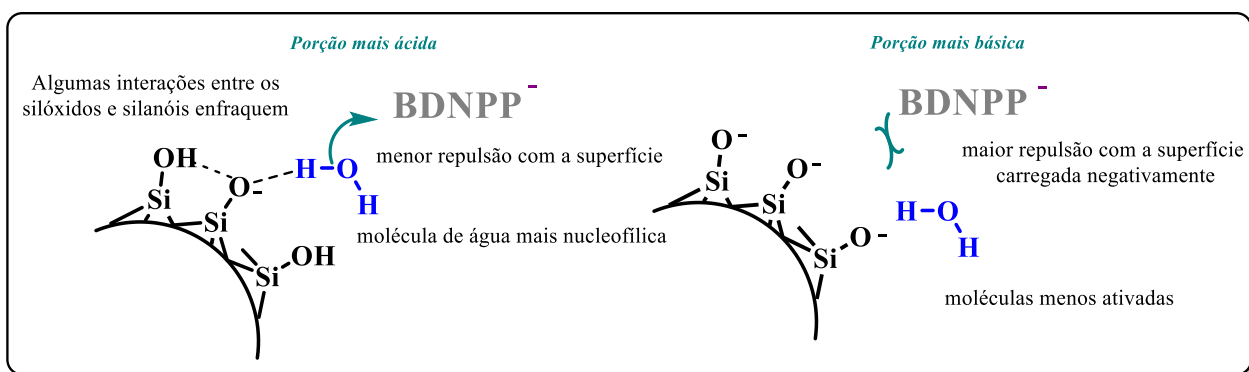 Porção mais ácida
Algumas interações entre os
silóxidos e silanóis enfraquem
BDNPP -
menor repulsão com a superfície
OH
O-
H-O
H
Si
Si
OH
Si
molécula de água mais nucleofílica
Porção mais básica
BDNPP -
O-
O-
maior repulsão com a superfície
carregada negativamente
Si
Si
O-
H-O
H
Si
moléculas menos ativadas